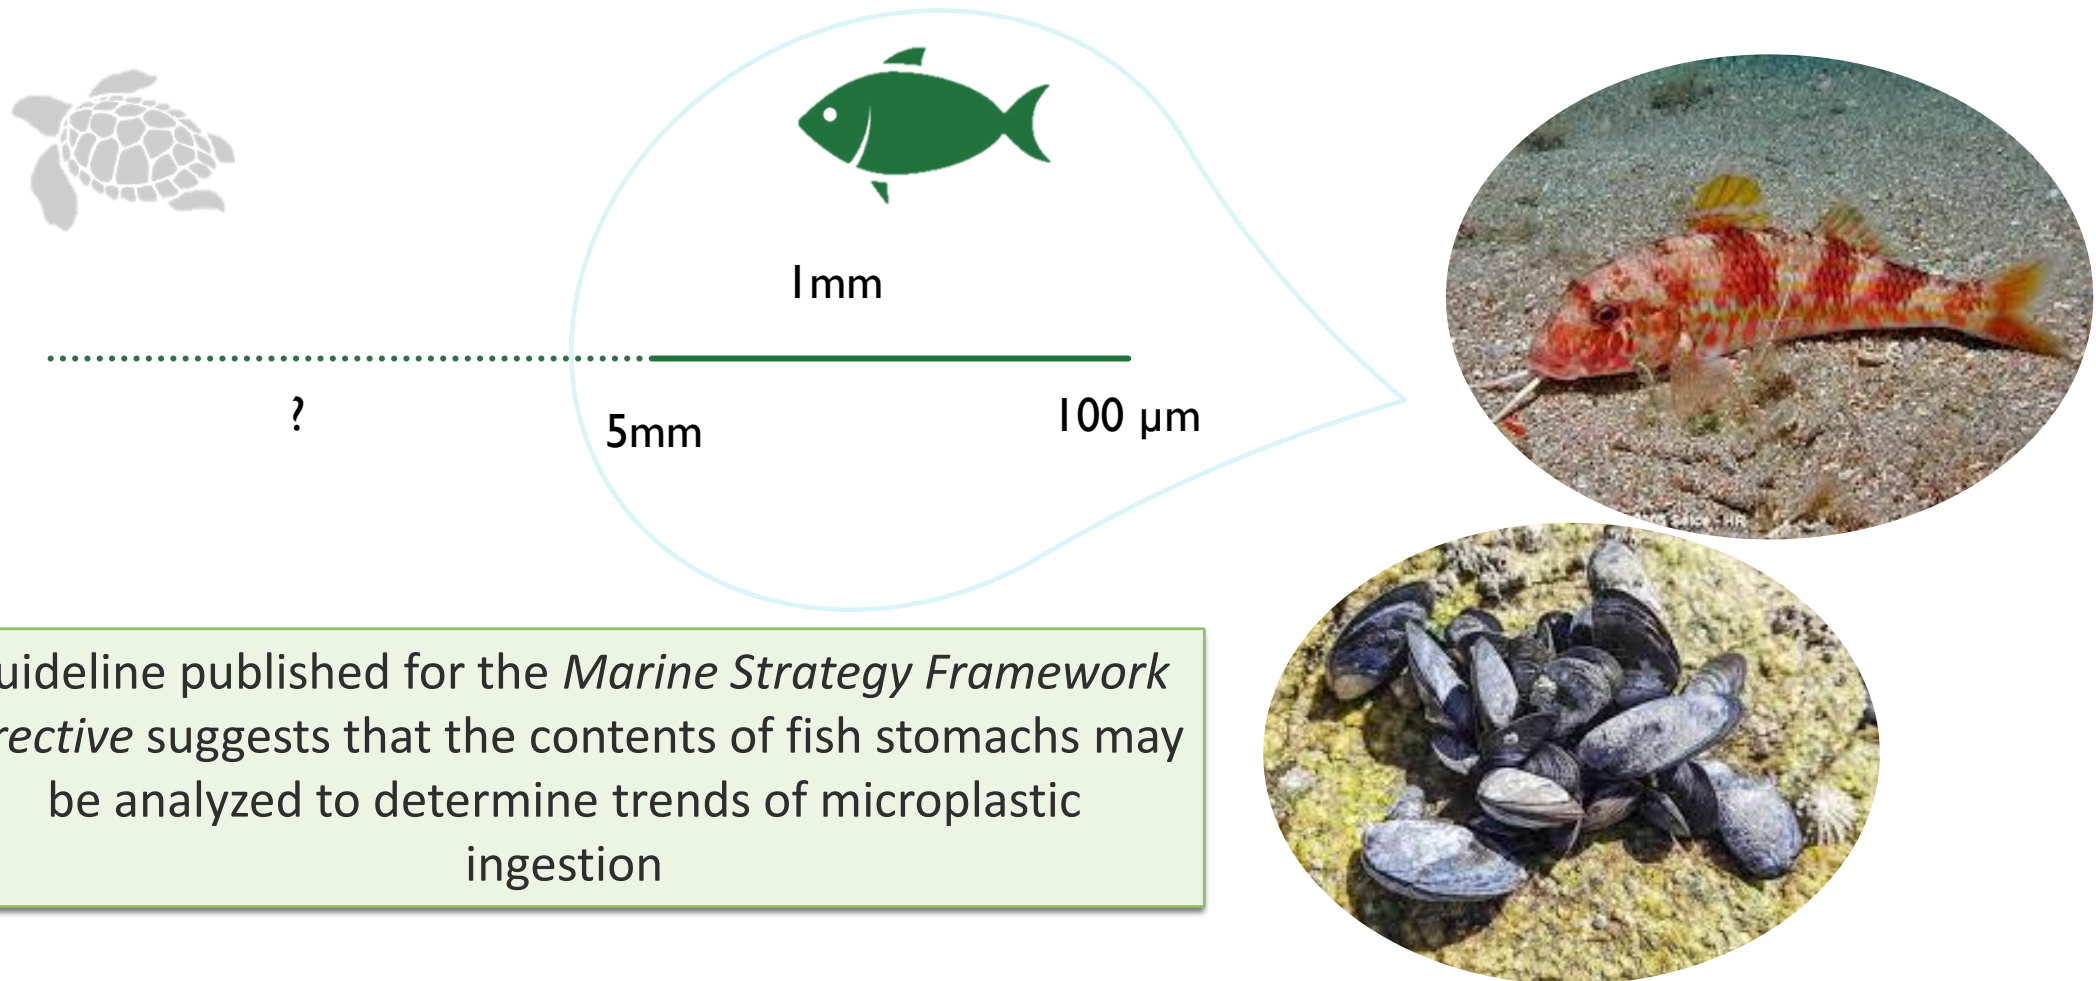 1mm
?
5mm
100 µm
uideline published for the Marine Strategy Framework
rective suggests that the contents of fish stomachs may
be analyzed to determine trends of microplastic
ingestion